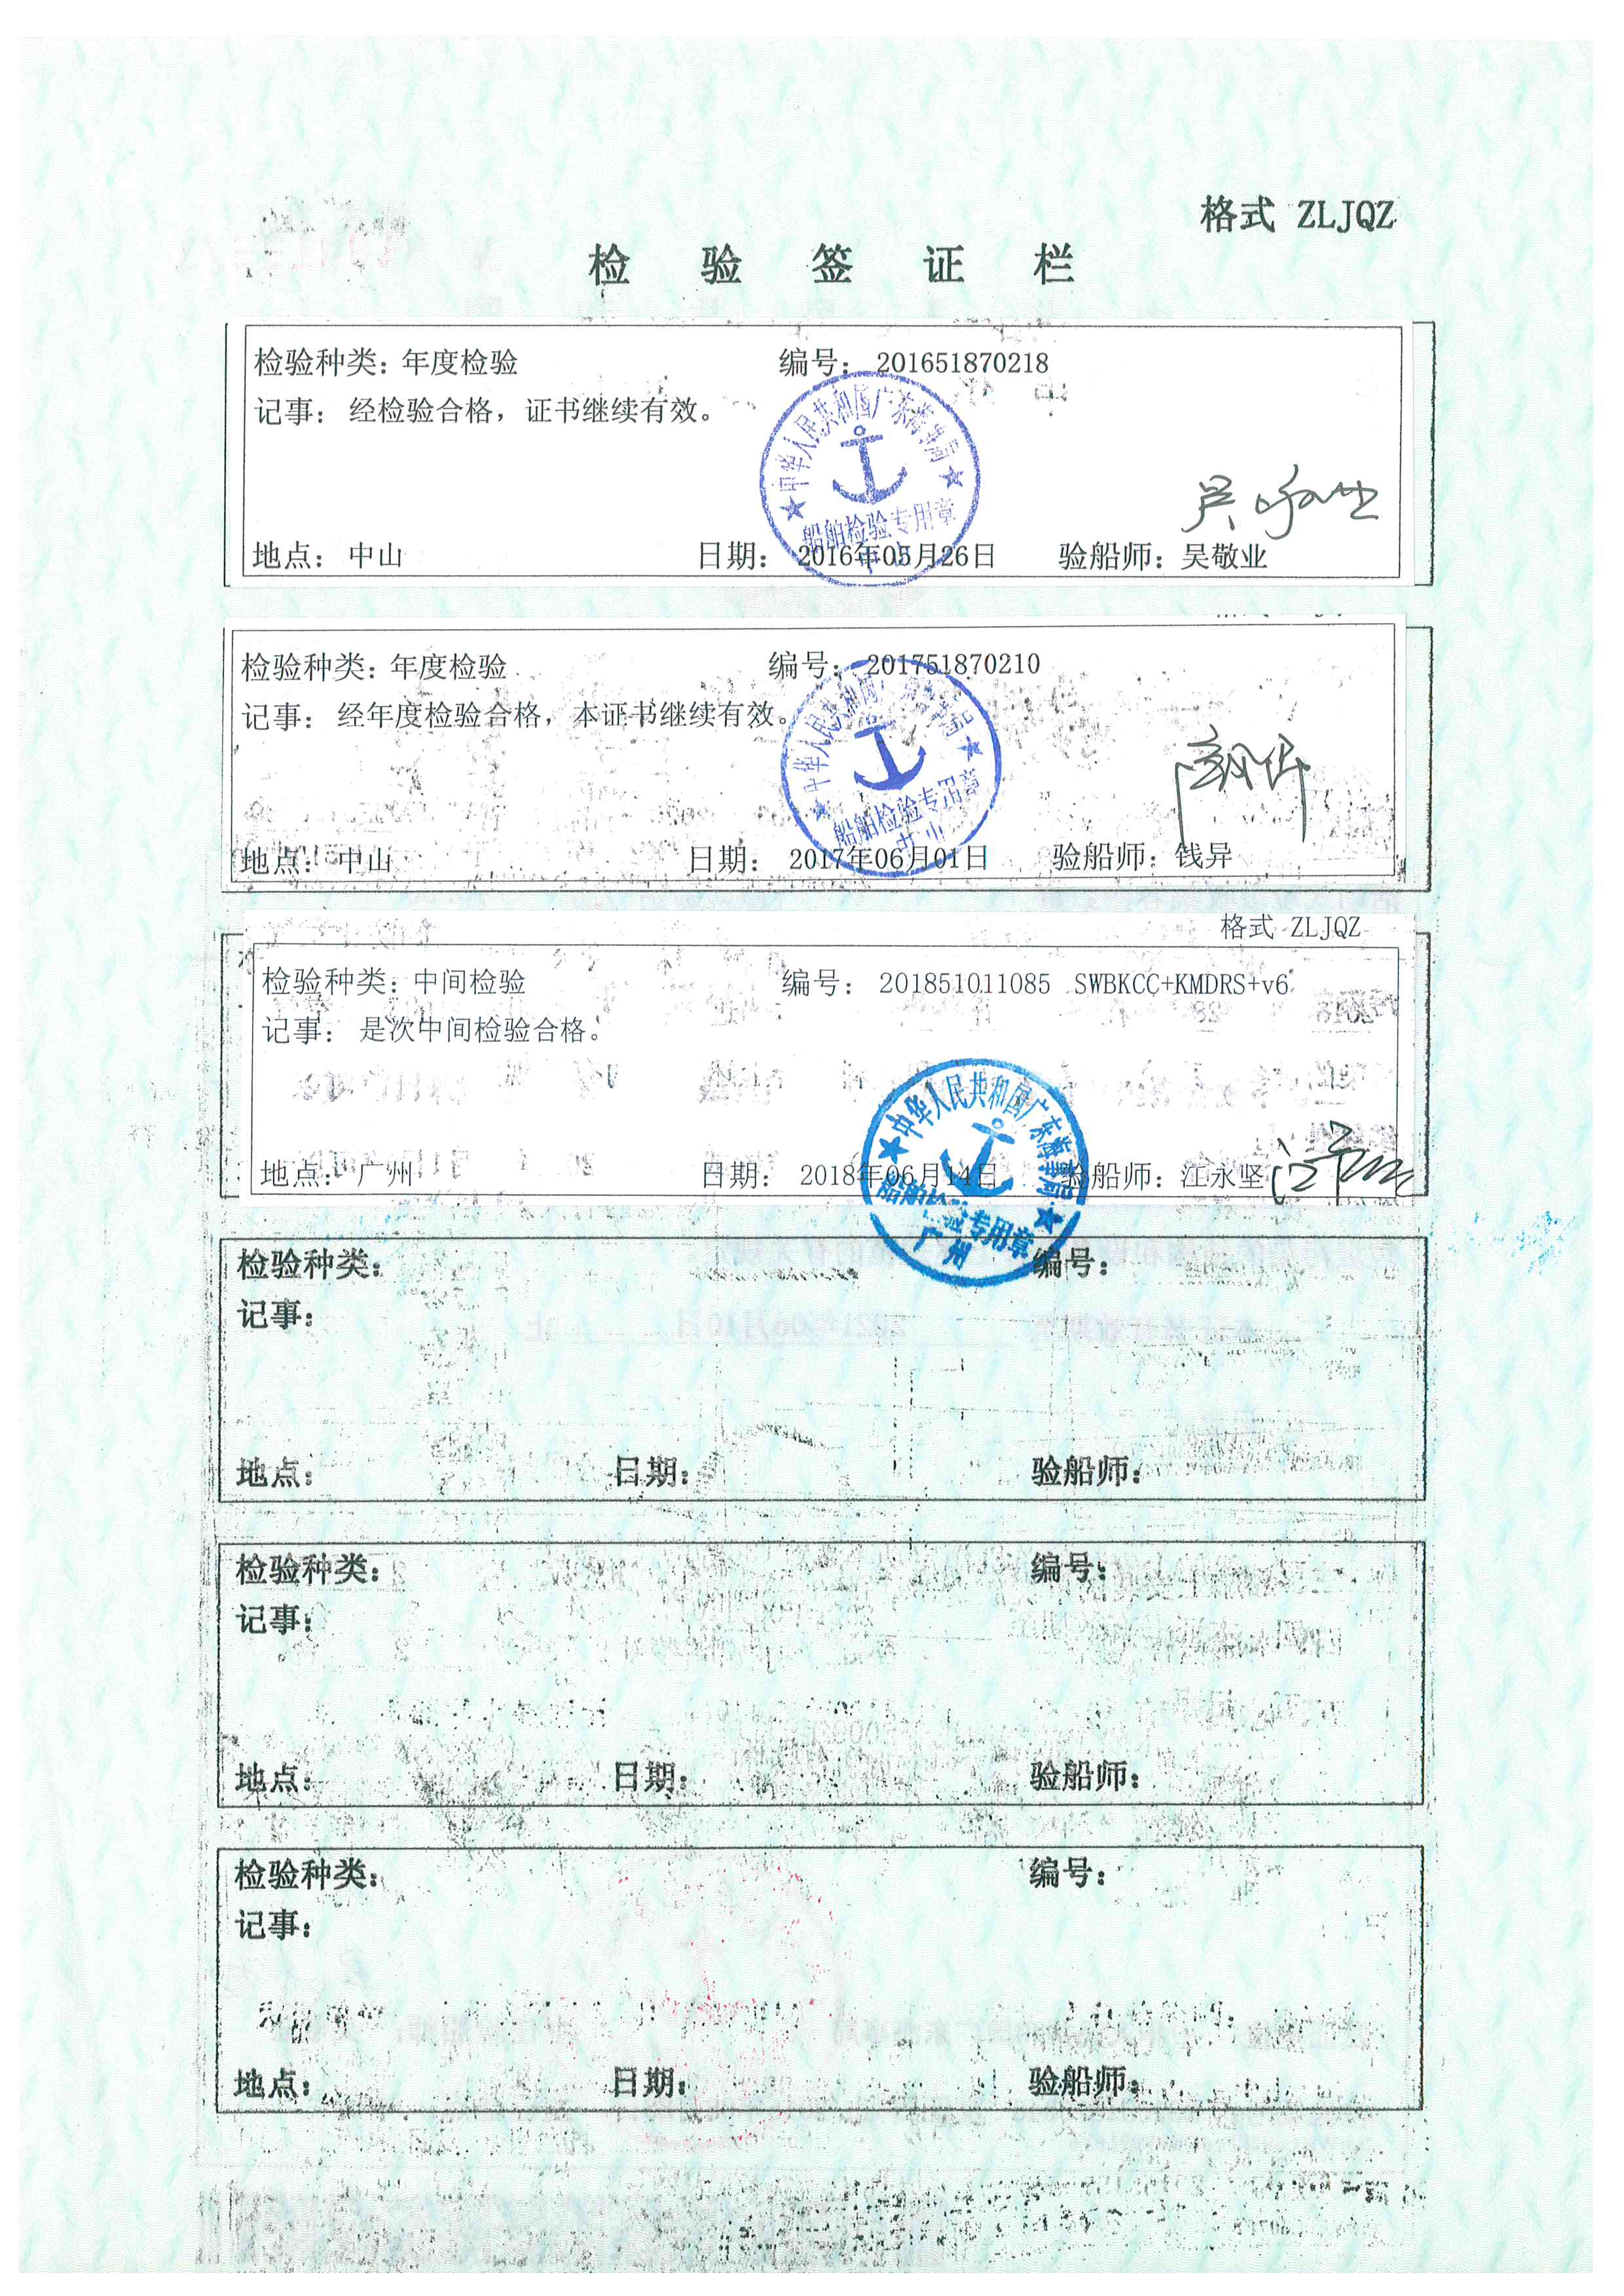 格式 ZLJQZ
检 验 签 证 栏
检验种类：年度检验 编号： 201651870218
记事： 经检验合格，证书继续有效。
中华人民共和国广东海事局
船舶检验专用章
地点： 中山 日期： 2016年05月26日 验船师：吴敬业
检验种类：年度检验 编号： 201751870210
记事： 经年度检验合格，本证书继续有效。
中华人民共和国广东海事局
船舶检验专用章
中山
地点： 中山 日期： 2017年06月01日 验船师：钱异
格式 ZLJQZ
检验种类：中间检验 编号： 201851011085 SWBKCC+KMDRS+v6
记事： 是次中间检验合格。
中华人民共和国广东海事局
地点： 广州 日期： 2018年06月14日 验船师：江永坚
船舶检验专用章
广州
检验种类： 编号：
记事：
地点： 日期： 验船师：
检验种类： 编号：
记事：
地点： 日期： 验船师：
检验种类： 编号：
记事：
地点： 日期： 验船师：